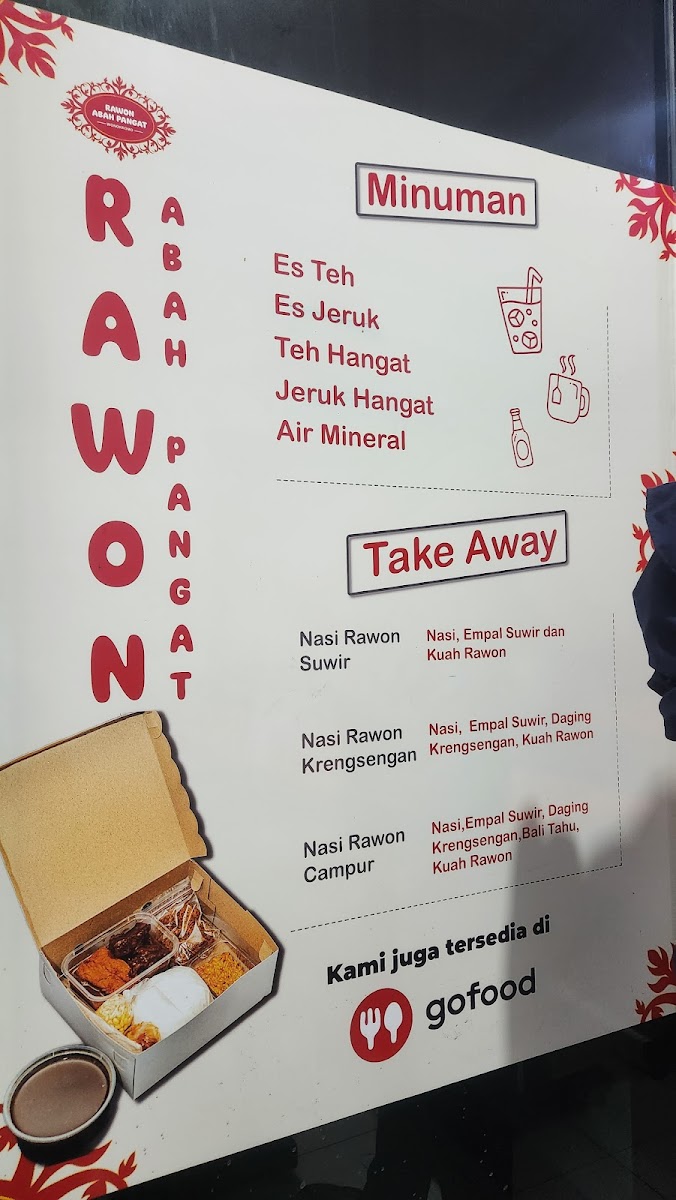 RAWON
ABAH PANGAT
RAWON
ABAH PANGAT
Minuman
Es Teh
Es Jeruk
Teh Hangat
Jeruk Hangat
Air Mineral
Take Away
Nasi Rawon
Suwir
Nasi, Empal Suwir dan
Kuah Rawon
Nasi Rawon
Krengsengan
Nasi, Empal Suwir, Daging
Krengsengan, Kuah Rawon
Nasi Rawon
Campur
Nasi,Empal Suwir, Daging
Krengsengan,Bali Tahu,
Kuah Rawon
Kami juga tersedia di
gofood